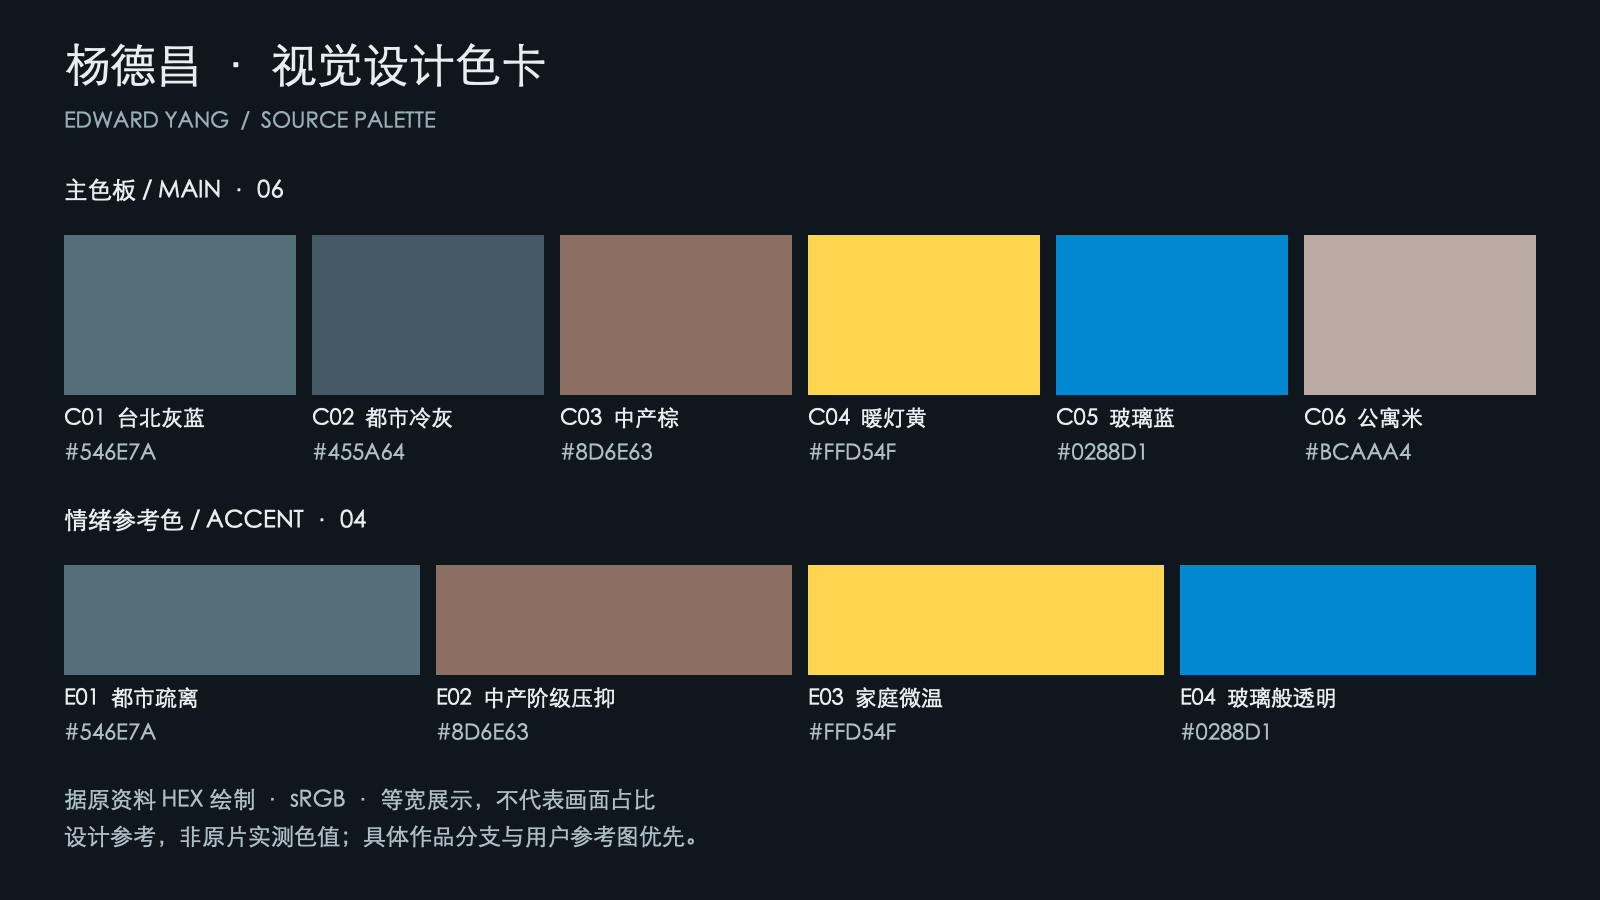 杨德昌 · 视觉设计色卡
EDWARD YANG / SOURCE PALETTE
主色板 / MAIN · 06
C01 台北灰蓝
#546E7A
C02 都市冷灰
#455A64
C03 中产棕
#8D6E63
C04 暖灯黄
#FFD54F
C05 玻璃蓝
#0288D1
C06 公寓米
#BCAAA4
情绪参考色 / ACCENT · 04
E01 都市疏离
#546E7A
E02 中产阶级压抑
#8D6E63
E03 家庭微温
#FFD54F
E04 玻璃般透明
#0288D1
据原资料 HEX 绘制 · sRGB · 等宽展示，不代表画面占比
设计参考，非原片实测色值；具体作品分支与用户参考图优先。